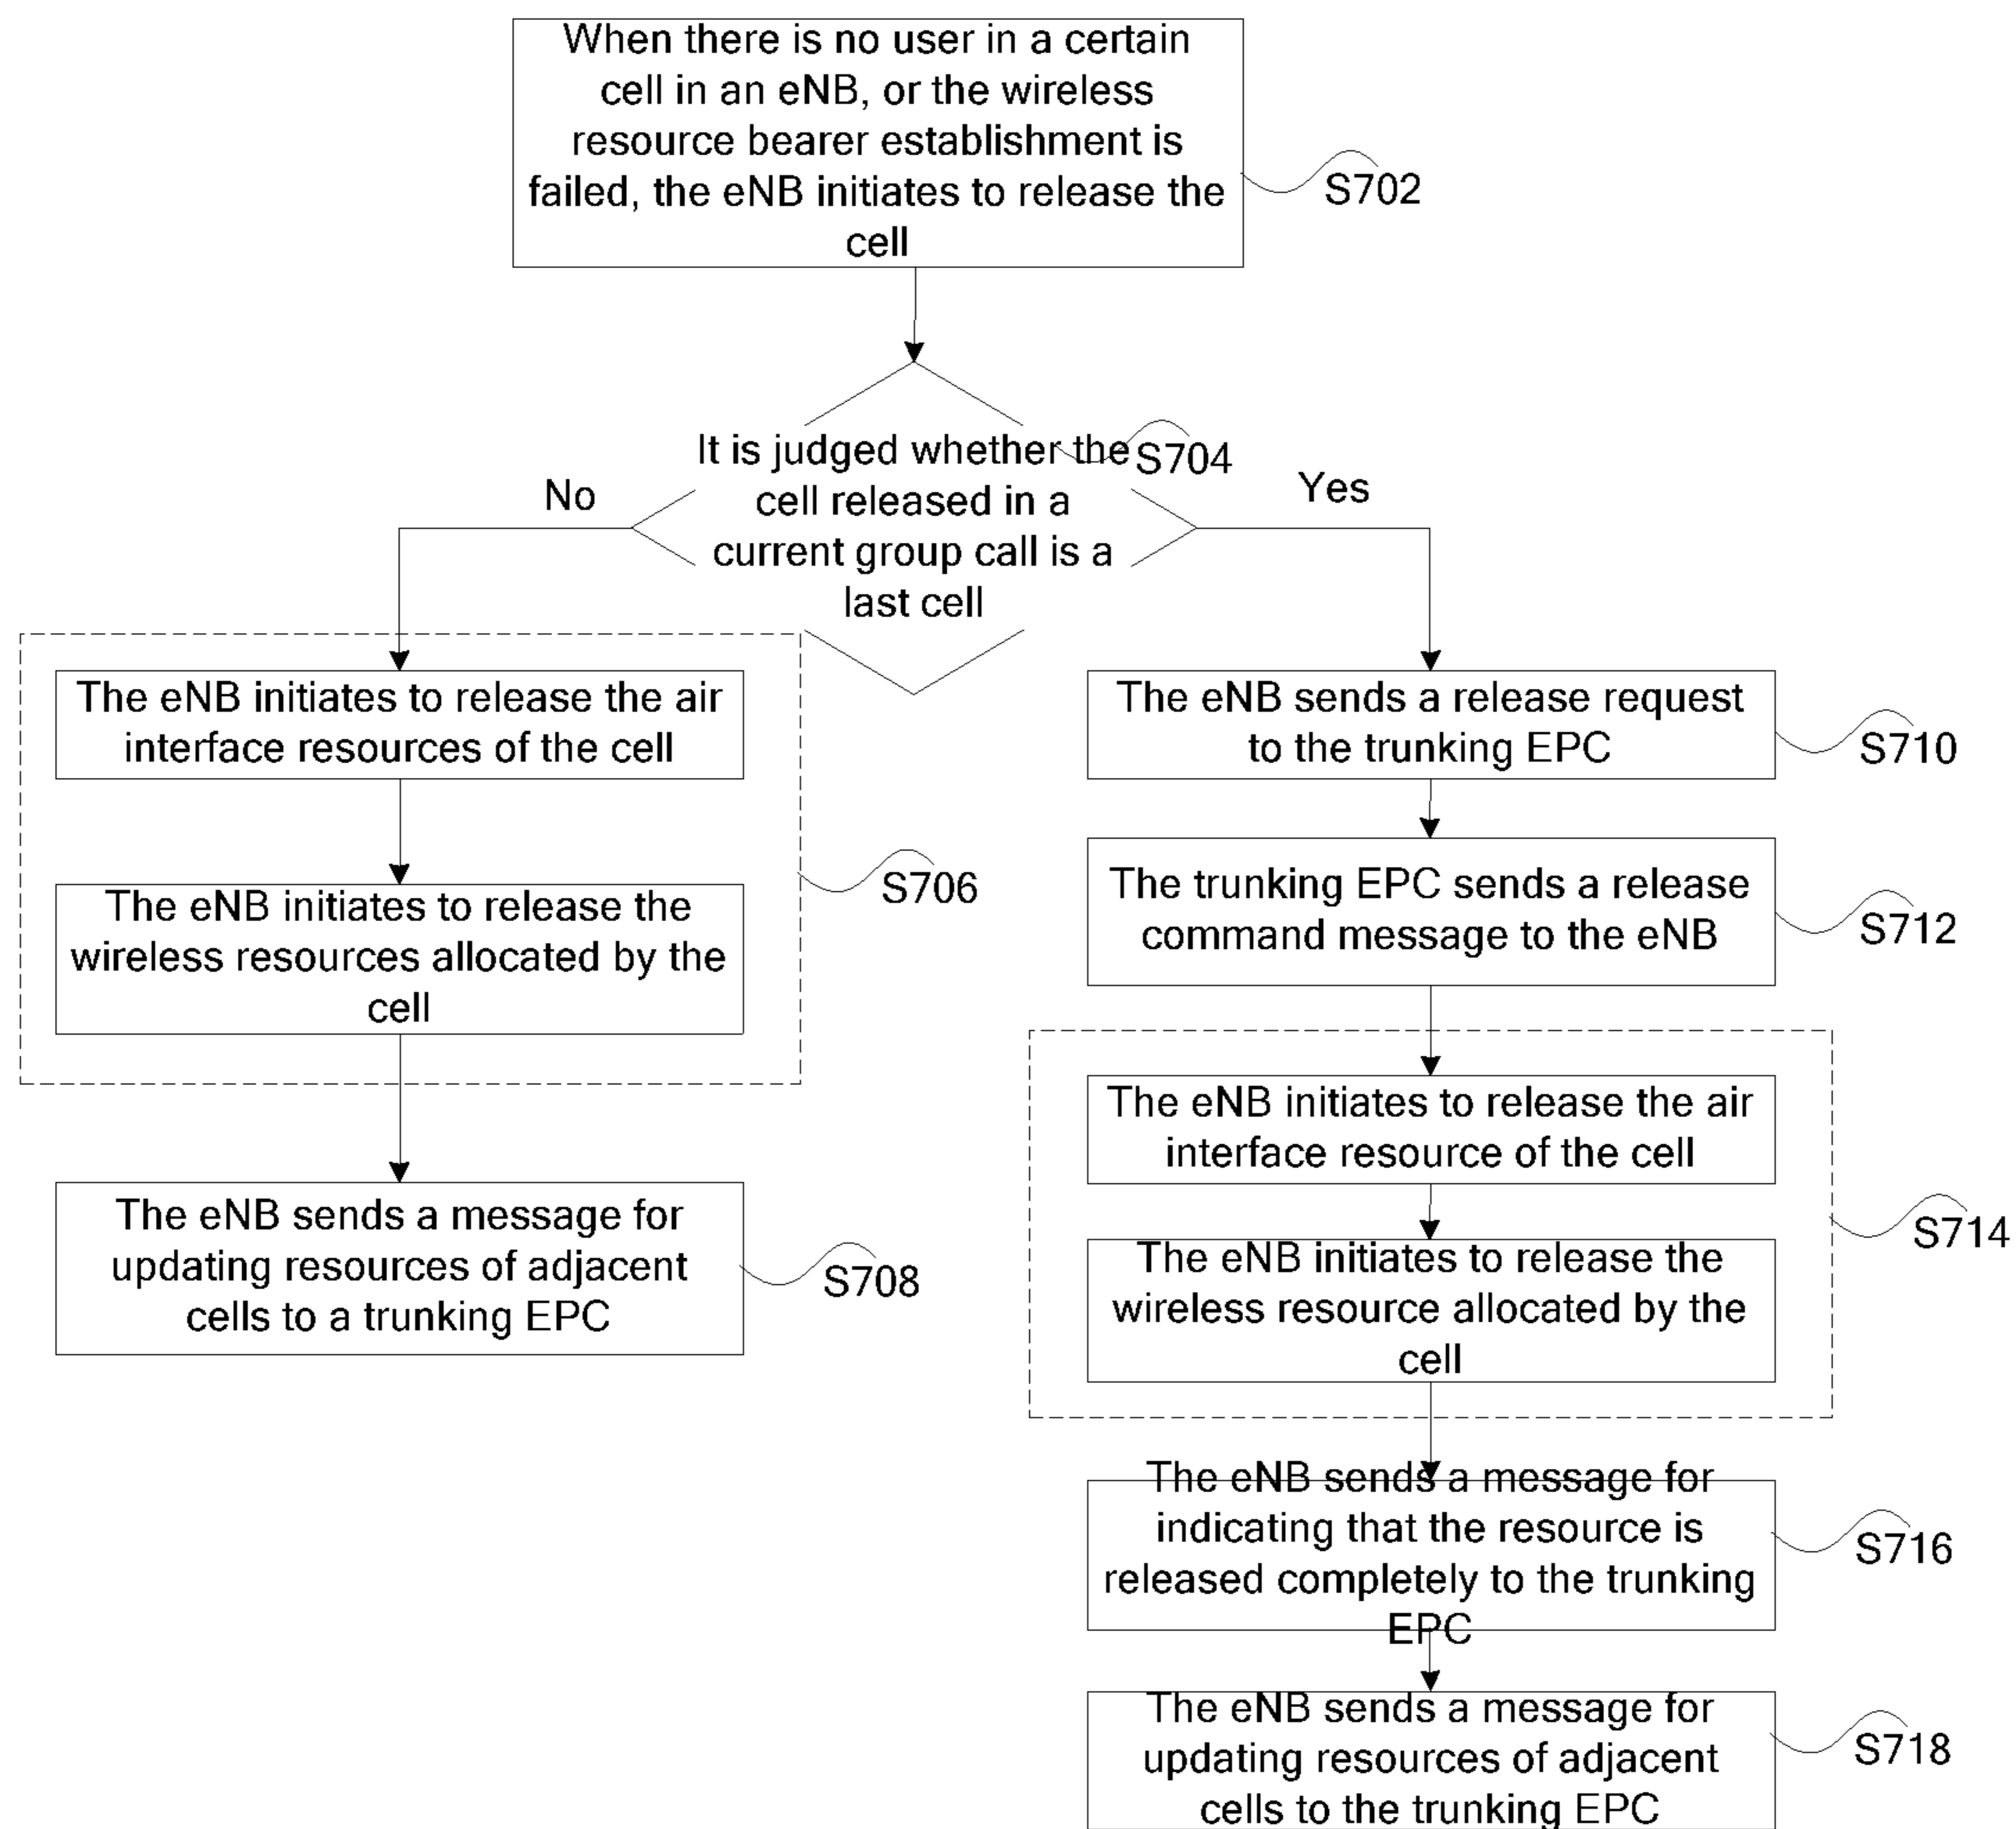 When there is no user in a certain
cell in an eNB, or the wireless
resource bearer establishment is
failed, the eNB initiates to release the
cell
S702
It is judged whether the
cell released in a
current group call is a
last cell
S704
No
Yes
The eNB initiates to release the air
interface resources of the cell
The eNB initiates to release the
wireless resources allocated by the
cell
S706
The eNB sends a message for
updating resources of adjacent
cells to a trunking EPC
S708
The eNB sends a release request
to the trunking EPC
S710
The trunking EPC sends a release
command message to the eNB
S712
The eNB initiates to release the air
interface resource of the cell
The eNB initiates to release the
wireless resource allocated by the
cell
S714
The eNB sends a message for
indicating that the resource is
released completely to the trunking
EPC
S716
The eNB sends a message for
updating resources of adjacent
cells to the trunking EPC
S718